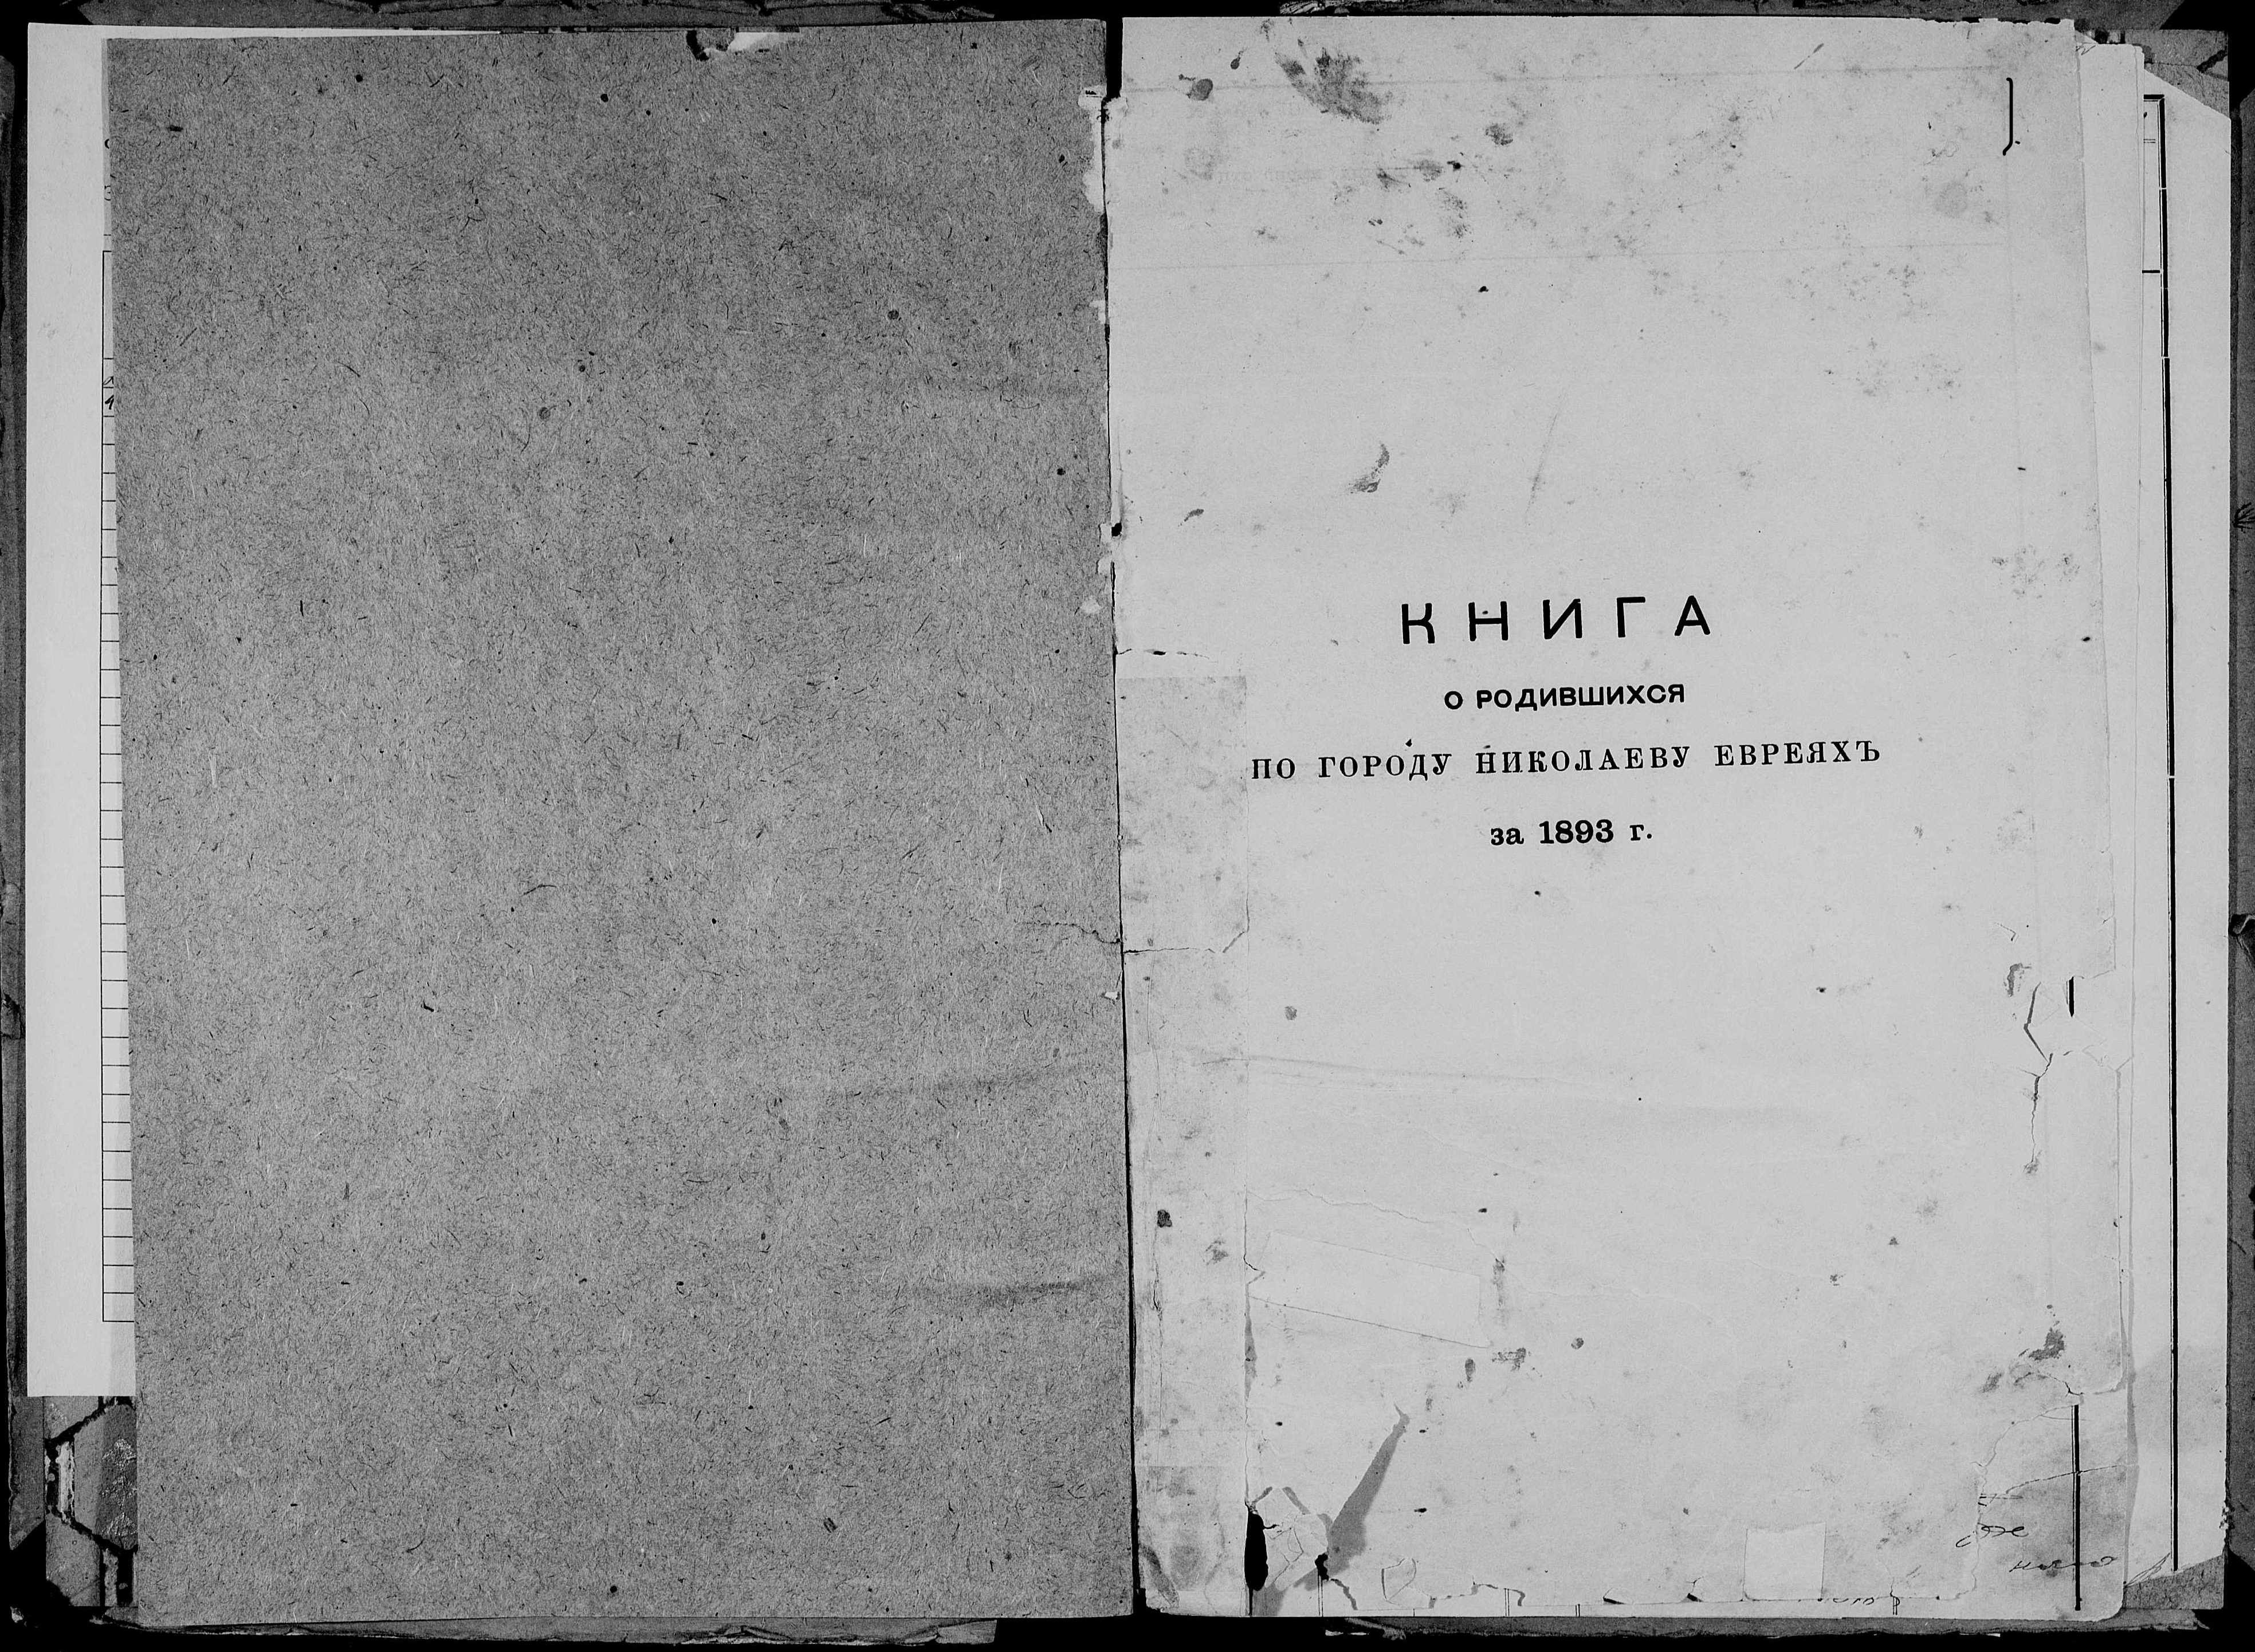 КНИГА
О РОДИВШИХСЯ
ПО ГОРОДУ НИКОЛАЕВУ ЕВРЕЯХЪ
за 1893 г.